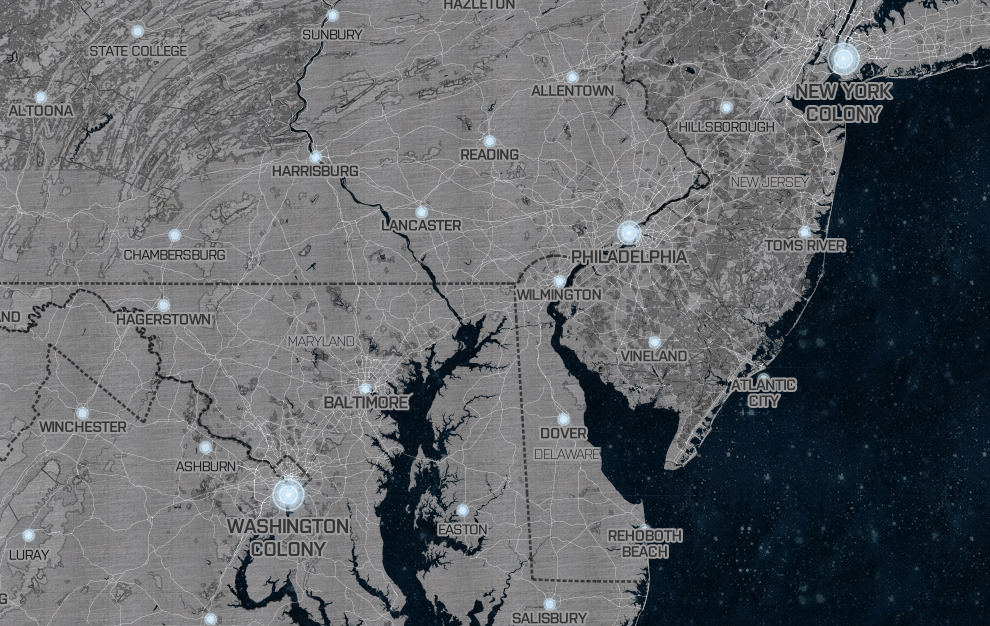 HAZLETON
SUNBURY
STATE COLLEGE
ALLENTOWN
NEW YORK
COLONY
ALTOONA
HILLSBOROUGH
READING
HARRISBURG
NEW JERSEY
LANCASTER
TOMS RIVER
CHAMBERSBURG
PHILADELPHIA
WILMINGTON
AND
HAGERSTOWN
MARYLAND
VINELAND
ATLANTIC
CITY
BALTIMORE
WINCHESTER
DOVER
DELAWARE
ASHBURN
WASHINGTON
COLONY
EASTON
REHOBOTH
BEACH
LURAY
G
SALISBURY